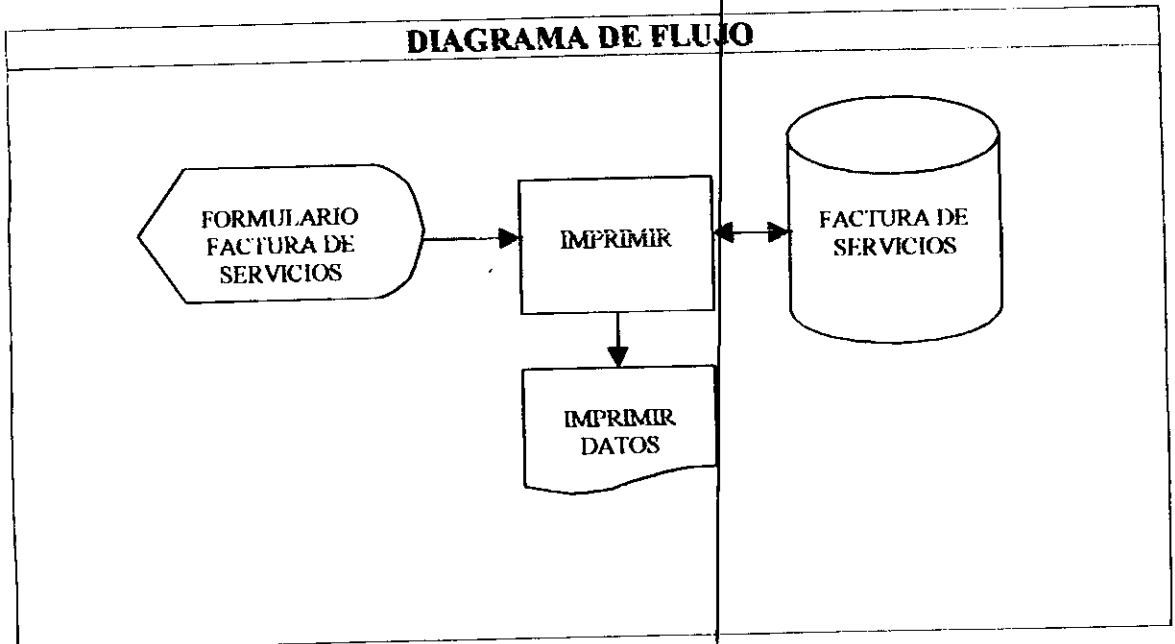 DIAGRAMA DE FLUJO
FORMULARIO
FACTURA DE
SERVICIOS
IMPRIMIR
FACTURA DE
SERVICIOS
IMPRIMIR
DATOS